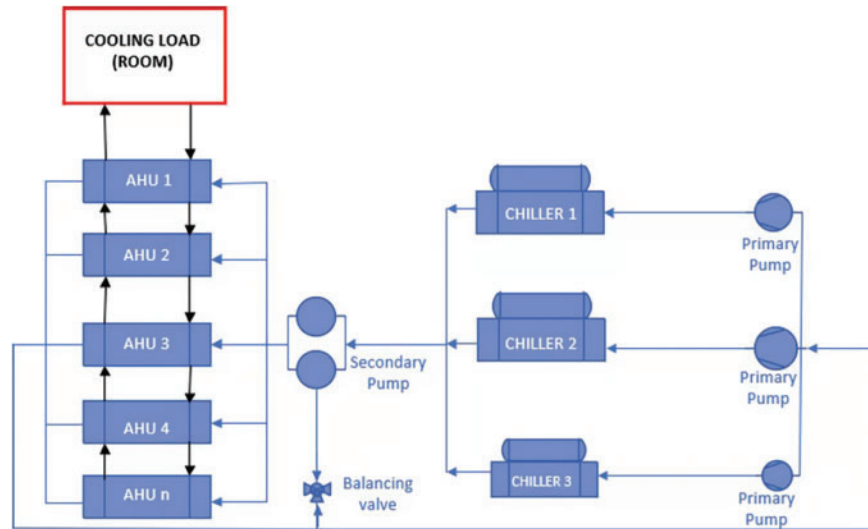 COOLING LOAD
(ROOM)
AHU 1
AHU 2
AHU 3
AHU 4
AHU n
Secondary
Pump
Balancing
valve
CHILLER 1
CHILLER 2
CHILLER 3
Primary
Pump
Primary
Pump
Primary
Pump